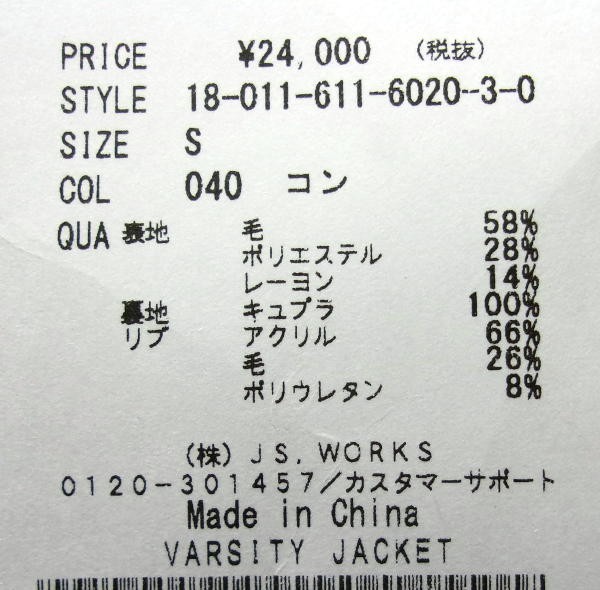 PRICE ¥24,000 (税抜)
STYLE 18-011-611-6020-3-0
SIZE S
COL 040 コン
QUA 表地 毛 58%
ポリエステル 28%
レーヨン 14%
裏地 キュプラ 100%
リブ アクリル 66%
毛 26%
ポリウレタン 8%
(株) JS.WORKS
0120-301457/カスタマーサポート
Made in China
VARSITY JACKET